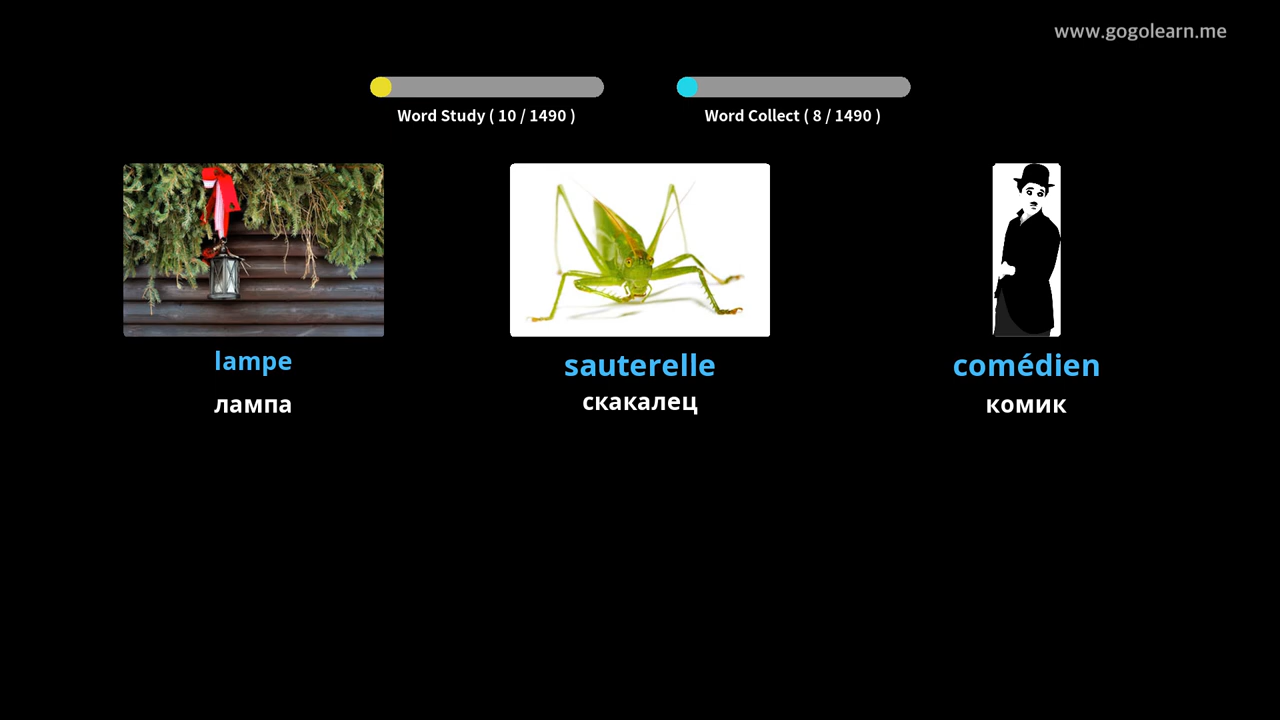 www.gogolearn.me
Word Study ( 10 / 1490 )
Word Collect ( 8 / 1490 )
lampe
лампа
sauterelle
скакалец
comédien
комик